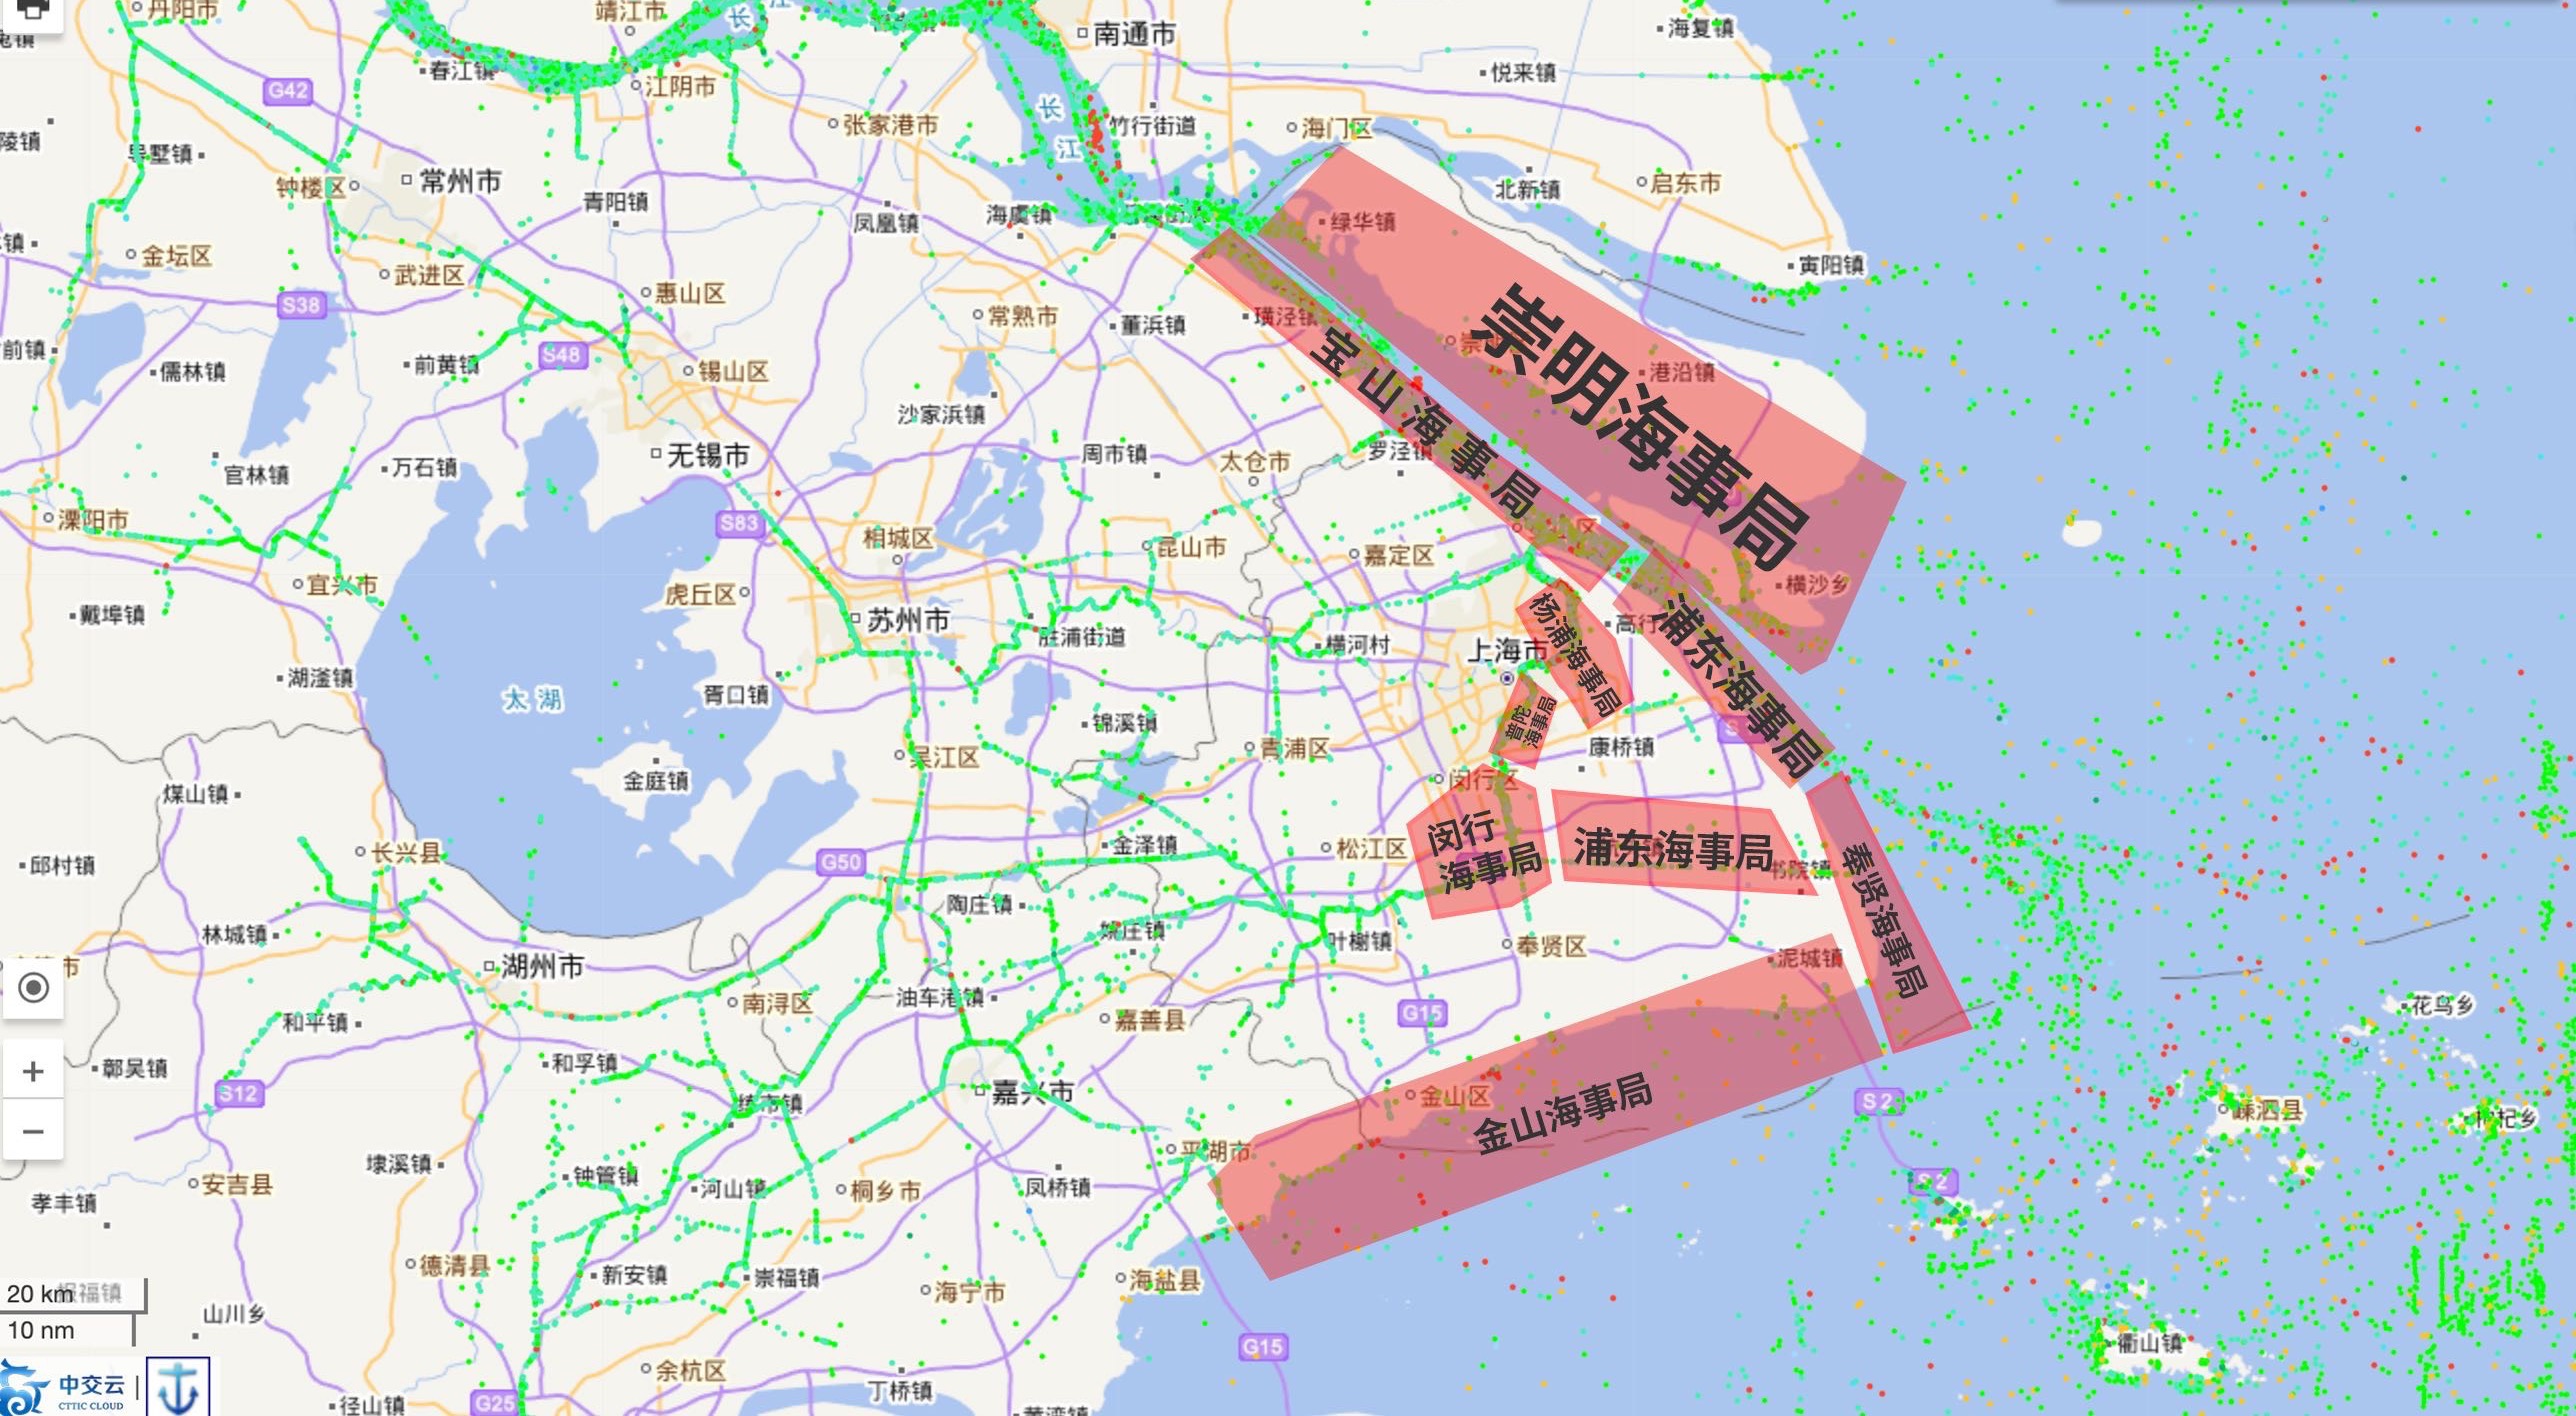 丹阳市
靖江市
长
江
南通市
海复镇
春江镇
悦来镇
G42
江阴市
长
江
竹行街道
张家港市
海门区
陵镇
导墅镇
钟楼区
常州市
青阳镇
凤凰镇
海虞镇
绿华镇
北新镇
启东市
镇
金坛区
武进区
惠山区
寅阳镇
S38
常熟市
董浜镇
璜泾镇
前镇
儒林镇
前黄镇
S48
锡山区
崇明海事局
港沿镇
宝山海事局
沙家浜镇
官林镇
万石镇
无锡市
周市镇
太仓市
罗泾镇
溧阳市
S83
相城区
昆山市
嘉定区
区
宜兴市
虎丘区
横沙乡
戴埠镇
苏州市
胜浦街道
横河村
上海市
高行
杨浦海事局
浦东海事局
湖㳇镇
太湖
胥口镇
锦溪镇
普陀
海事局
吴江区
青浦区
康桥镇
金庭镇
煤山镇
闵行区
邱村镇
长兴县
G50
金泽镇
松江区
闵行
海事局
浦东海事局
书院镇
奉贤海事局
林城镇
陶庄镇
姚庄镇
叶榭镇
奉贤区
泥城镇
市
湖州市
南浔区
油车港镇
嘉善县
G15
花鸟乡
和平镇
鄣吴镇
和孚镇
S12
练市镇
嘉兴市
金山区
金山海事局
S2
嵊泗县
枸杞乡
埭溪镇
钟管镇
河山镇
桐乡市
凤桥镇
平湖市
S2
安吉县
孝丰镇
德清县
新安镇
崇福镇
海宁市
海盐县
20 km
报福镇
10 nm
山川乡
G15
衢山镇
中交云
CTTIC CLOUD
径山镇
G25
余杭区
丁桥镇
黄湾镇